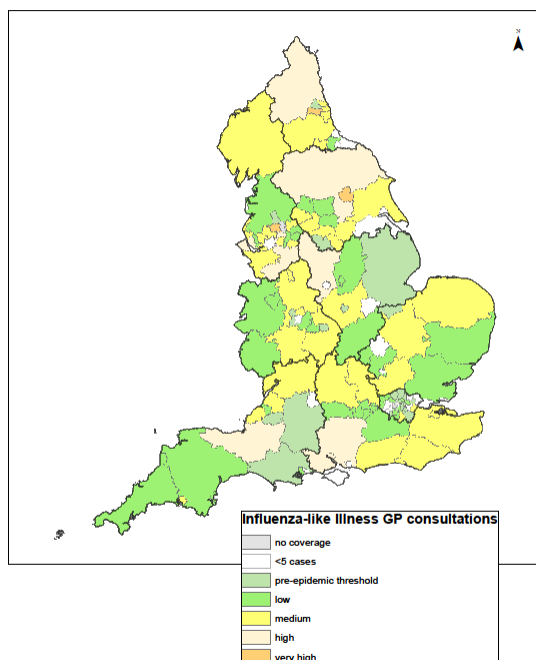 N
Influenza-like Illness GP consultations
no coverage
<5 cases
pre-epidemic threshold
low
medium
high
very high